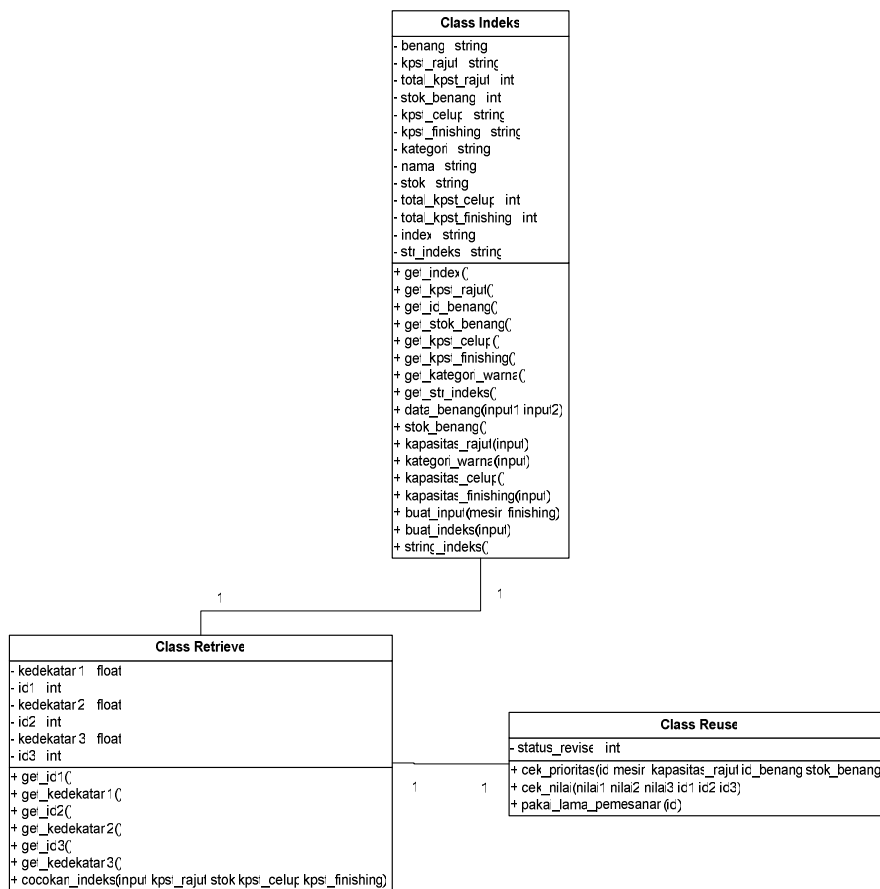 Class Indeks
- benang string
- kpst_rajut string
- total_kpst_rajut int
- stok_benang int
- kpst_celup string
- kpst_finishing string
- kategori string
- nama string
- stok string
- total_kpst_celup int
- total_kpst_finishing int
- index string
- str_indeks string
+ get_index()
+ get_kpst_rajut()
+ get_id_benang()
+ get_stok_benang()
+ get_kpst_celup()
+ get_kpst_finishing()
+ get_kategori_warna()
+ get_str_indeks()
+ data_benang(input1 input2)
+ stok_benang()
+ kapasitas_rajut(input)
+ kategori_warna(input)
+ kapasitas_celup()
+ kapasitas_finishing(input)
+ buat_input(mesin finishing)
+ buat_indeks(input)
+ string_indeks()
1
1
Class Retrieve
- kedekatan1 float
- id1 int
- kedekatan2 float
- id2 int
- kedekatan3 float
- id3 int
+ get_id1()
+ get_kedekatan1()
+ get_id2()
+ get_kedekatan2()
+ get_id3()
+ get_kedekatan3()
+ cocokan_indeks(input kpst_rajut stok kpst_celup kpst_finishing)
1
1
Class Reuse
- status_revise int
+ cek_prioritas(id mesin kapasitas_rajut id_benang stok_benang
+ cek_nilai(nilai1 nilai2 nilai3 id1 id2 id3)
+ pakai_lama_pemesanan(id)